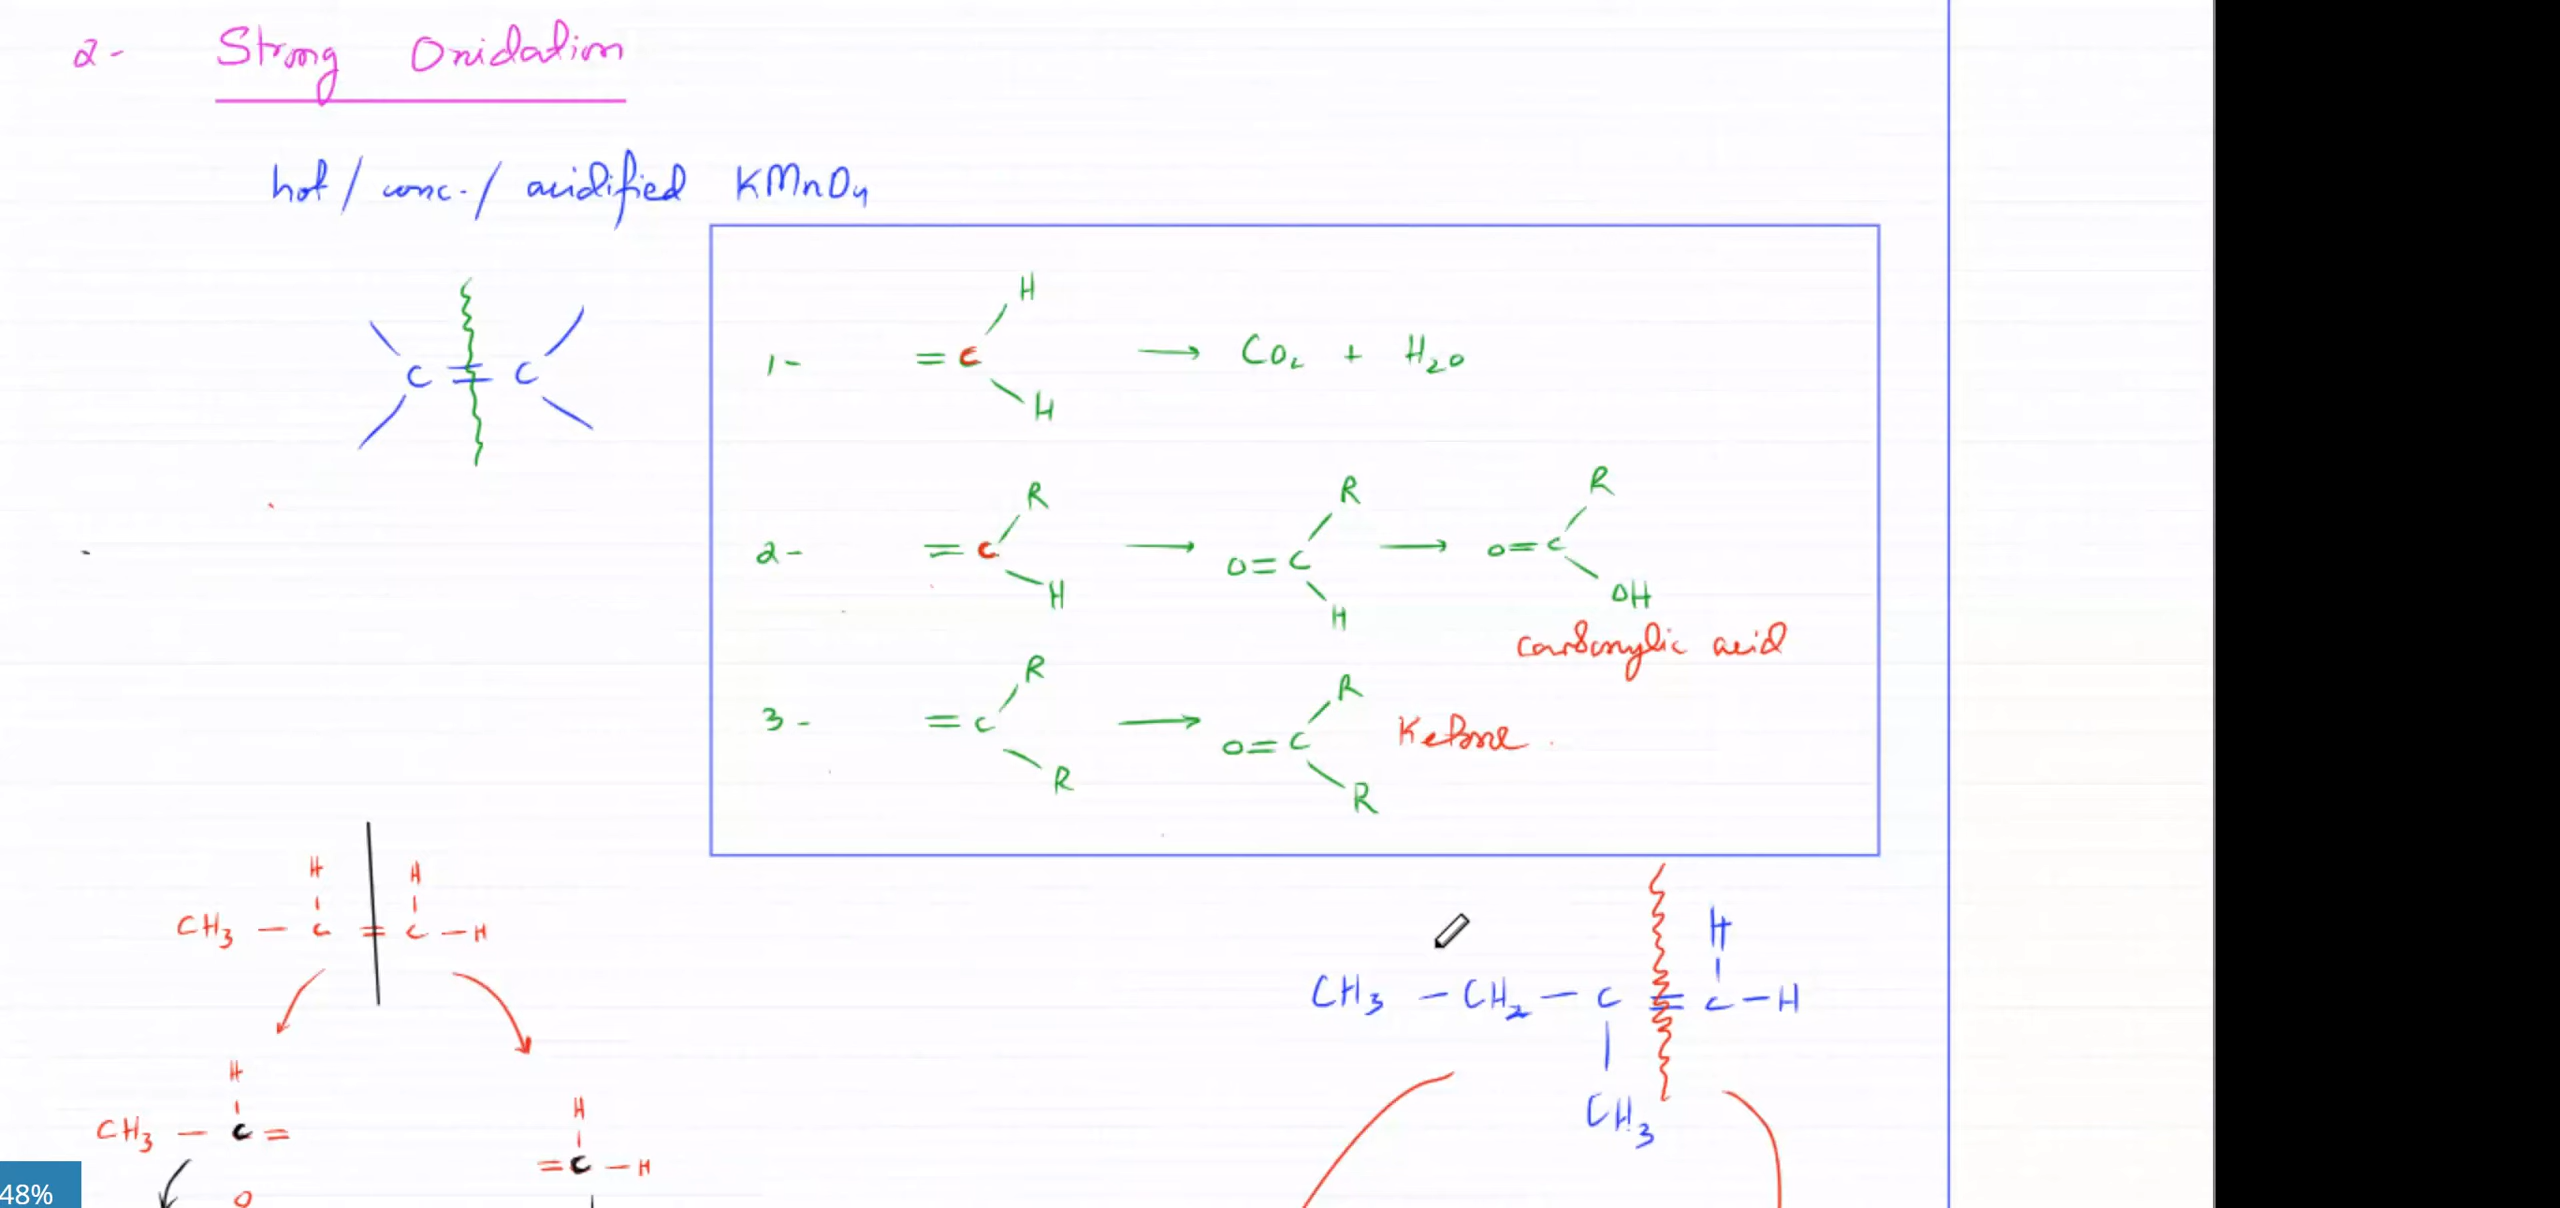 2- Strong Oxidation
hot / conc. / acidified KMnO4
C = C
1- = C H H → CO2 + H2O
2- = C R H → O = C R H → O = C R OH
carboxylic acid
3- = C R R → O = C R R Ketone.
H H
CH3 - C = C - H
H
CH3 - CH2 - C = C - H
CH3
H
CH3 - C =
H
= C - H
O
48%